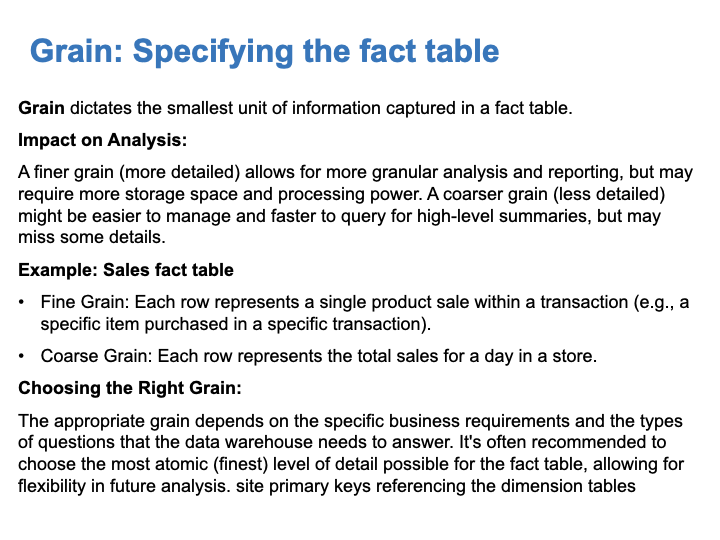 Grain: Specifying the fact table
Grain dictates the smallest unit of information captured in a fact table.
Impact on Analysis:
A finer grain (more detailed) allows for more granular analysis and reporting, but may
require more storage space and processing power. A coarser grain (less detailed)
might be easier to manage and faster to query for high-level summaries, but may
miss some details.
Example: Sales fact table
• Fine Grain: Each row represents a single product sale within a transaction (e.g., a
specific item purchased in a specific transaction).
• Coarse Grain: Each row represents the total sales for a day in a store.
Choosing the Right Grain:
The appropriate grain depends on the specific business requirements and the types
of questions that the data warehouse needs to answer. It's often recommended to
choose the most atomic (finest) level of detail possible for the fact table, allowing for
flexibility in future analysis. site primary keys referencing the dimension tables